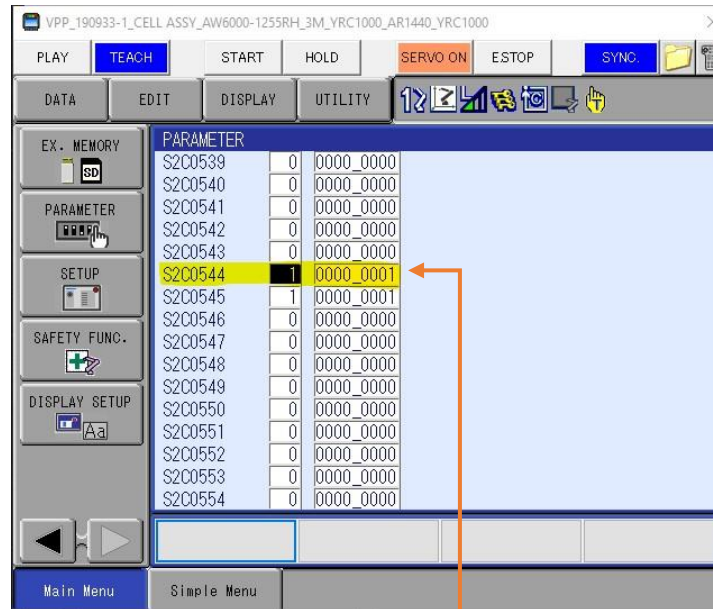 VPP_190933-1_CELL ASSY_AW6000-1255RH_3M_YRC1000_AR1440_YRC1000
PLAY TEACH START HOLD SERVO ON E.STOP SYNC.
DATA EDIT DISPLAY UTILITY
EX. MEMORY
SD
PARAMETER
SETUP
SAFETY FUNC.
DISPLAY SETUP
Aa
PARAMETER
S2C0539 0 0000_0000
S2C0540 0 0000_0000
S2C0541 0 0000_0000
S2C0542 0 0000_0000
S2C0543 0 0000_0000
S2C0544 1 0000_0001
S2C0545 1 0000_0001
S2C0546 0 0000_0000
S2C0547 0 0000_0000
S2C0548 0 0000_0000
S2C0549 0 0000_0000
S2C0550 0 0000_0000
S2C0551 0 0000_0000
S2C0552 0 0000_0000
S2C0553 0 0000_0000
S2C0554 0 0000_0000
Main Menu Simple Menu